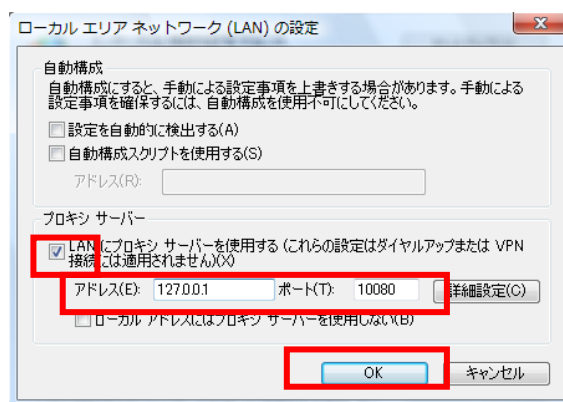 ローカル エリア ネットワーク (LAN) の設定
自動構成
自動構成にすると、手動による設定事項を上書きする場合があります。手動による
設定事項を確保するには、自動構成を使用不可にしてください。
設定を自動的に検出する(A)
自動構成スクリプトを使用する(S)
アドレス(R):
プロキシ サーバー
LAN にプロキシ サーバーを使用する (これらの設定はダイヤルアップまたは VPN
接続には適用されません)(X)
アドレス(E): 127.0.0.1 ポート(T): 10080 詳細設定(C)
ローカル アドレスにはプロキシ サーバーを使用しない(B)
OK キャンセル